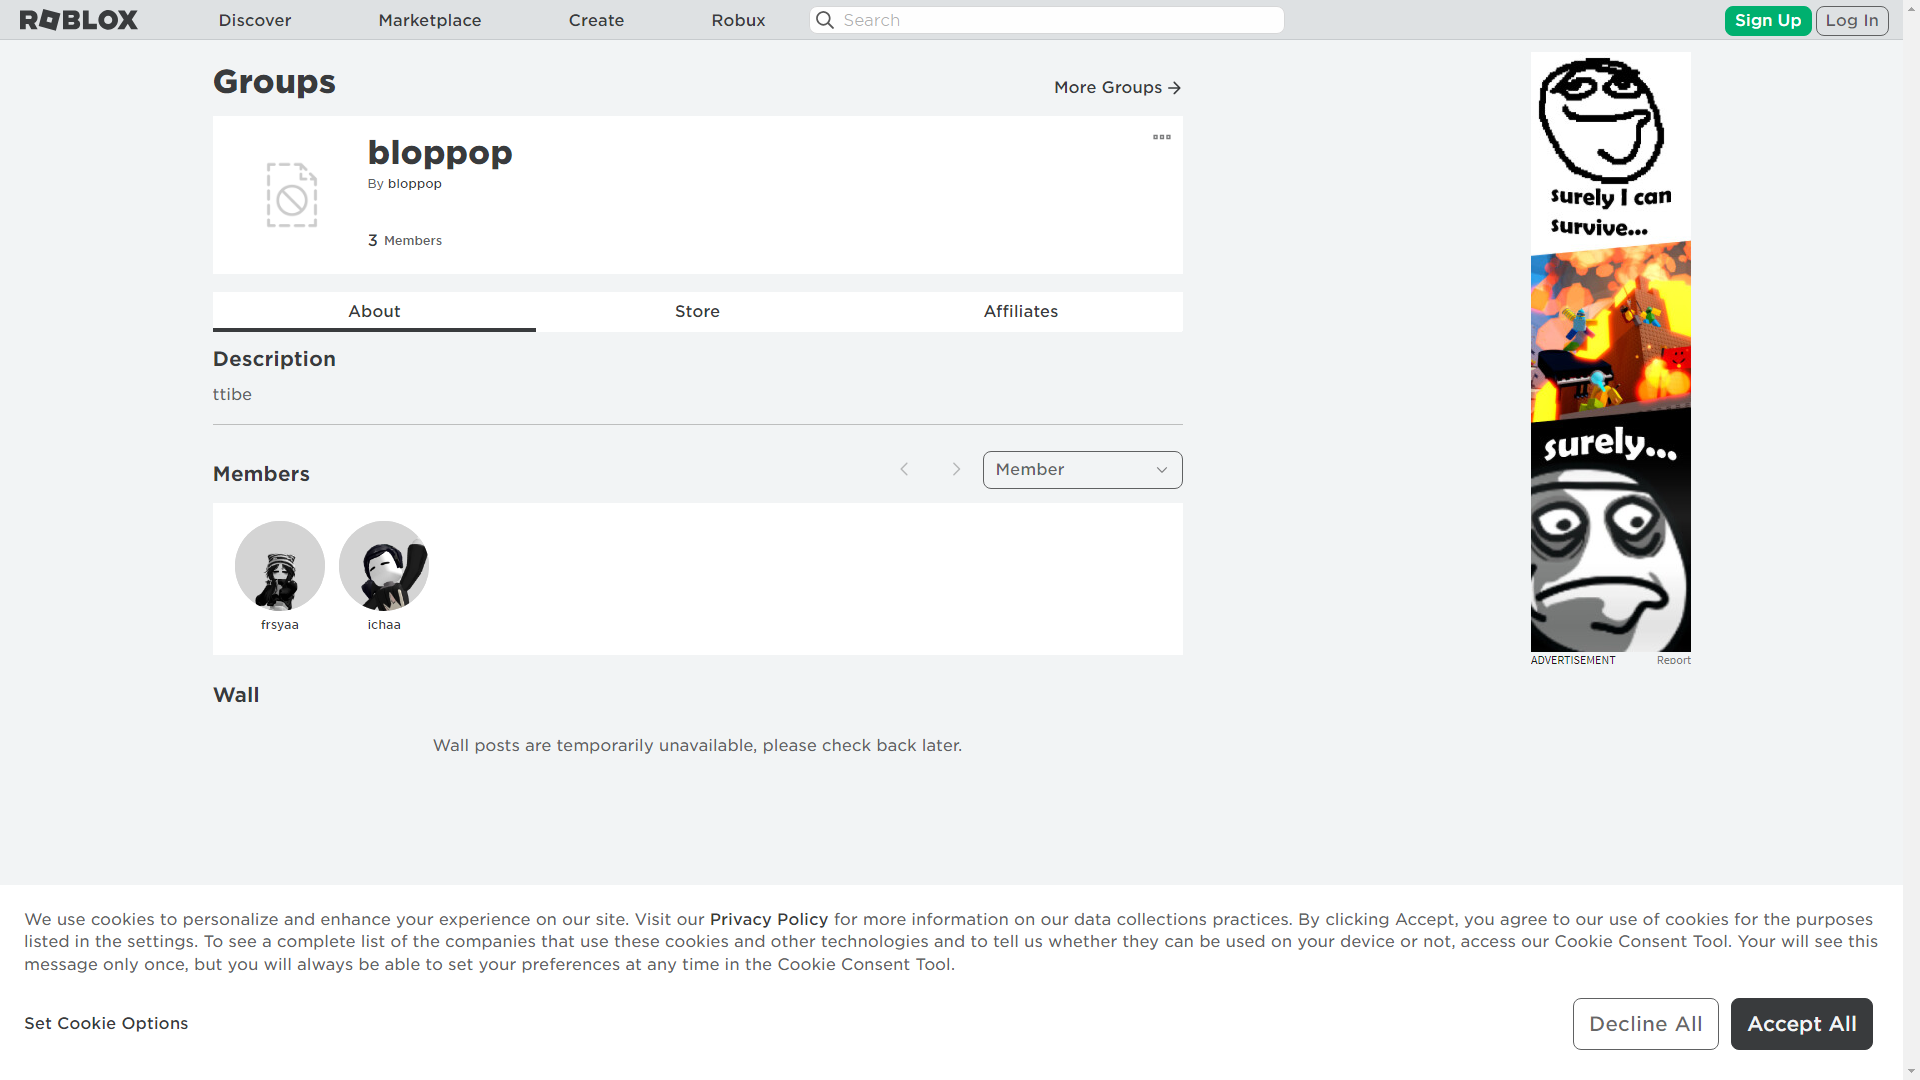 ROBLOX
Discover
Marketplace
Create
Robux
Search
Sign Up
Log In
Groups
More Groups
bloppop
By bloppop
3 Members
About
Store
Affiliates
Description
ttibe
Members
Member
frsyaa
ichaa
Wall
Wall posts are temporarily unavailable, please check back later.
surely I can
survive...
surely...
ADVERTISEMENT
Report
We use cookies to personalize and enhance your experience on our site. Visit our Privacy Policy for more information on our data collections practices. By clicking Accept, you agree to our use of cookies for the purposes
listed in the settings. To see a complete list of the companies that use these cookies and other technologies and to tell us whether they can be used on your device or not, access our Cookie Consent Tool. Your will see this
message only once, but you will always be able to set your preferences at any time in the Cookie Consent Tool.
Set Cookie Options
Decline All
Accept All